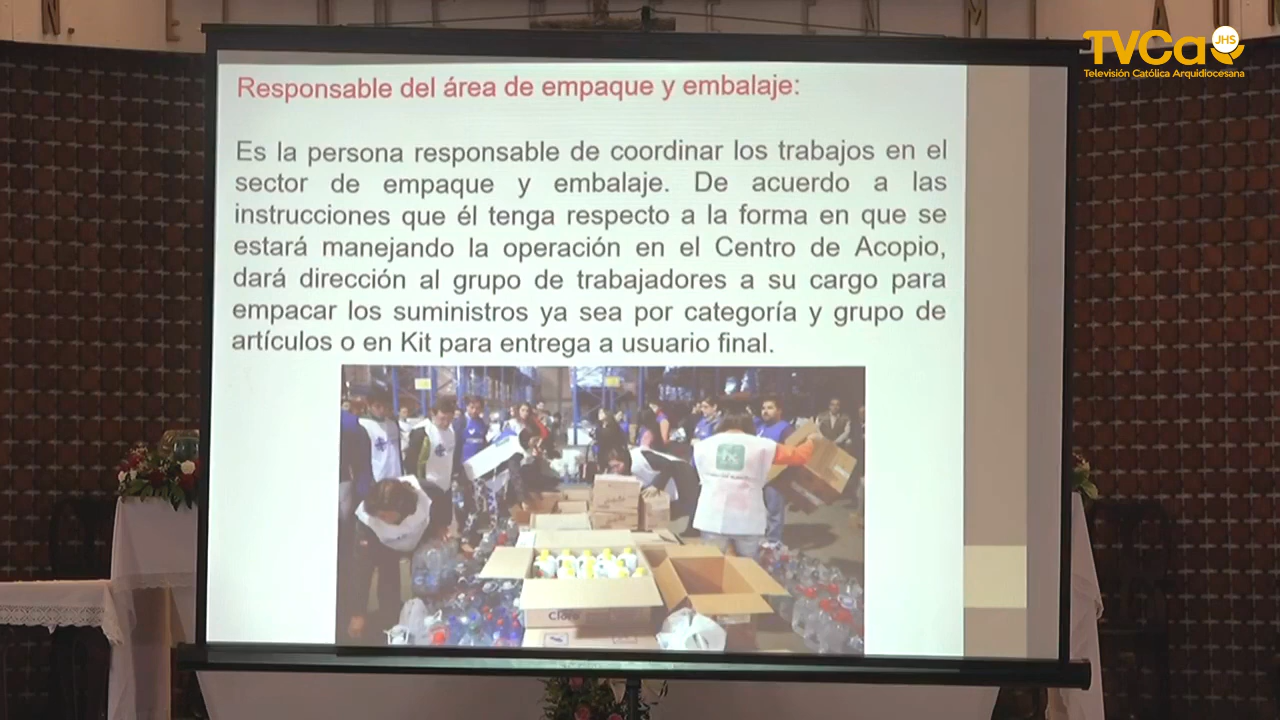 TVCa
JHS
Televisión Católica Arquidiocesana
Responsable del área de empaque y embalaje:
Es la persona responsable de coordinar los trabajos en el
sector de empaque y embalaje. De acuerdo a las
instrucciones que él tenga respecto a la forma en que se
estará manejando la operación en el Centro de Acopio,
dará dirección al grupo de trabajadores a su cargo para
empacar los suministros ya sea por categoría y grupo de
artículos o en Kit para entrega a usuario final.